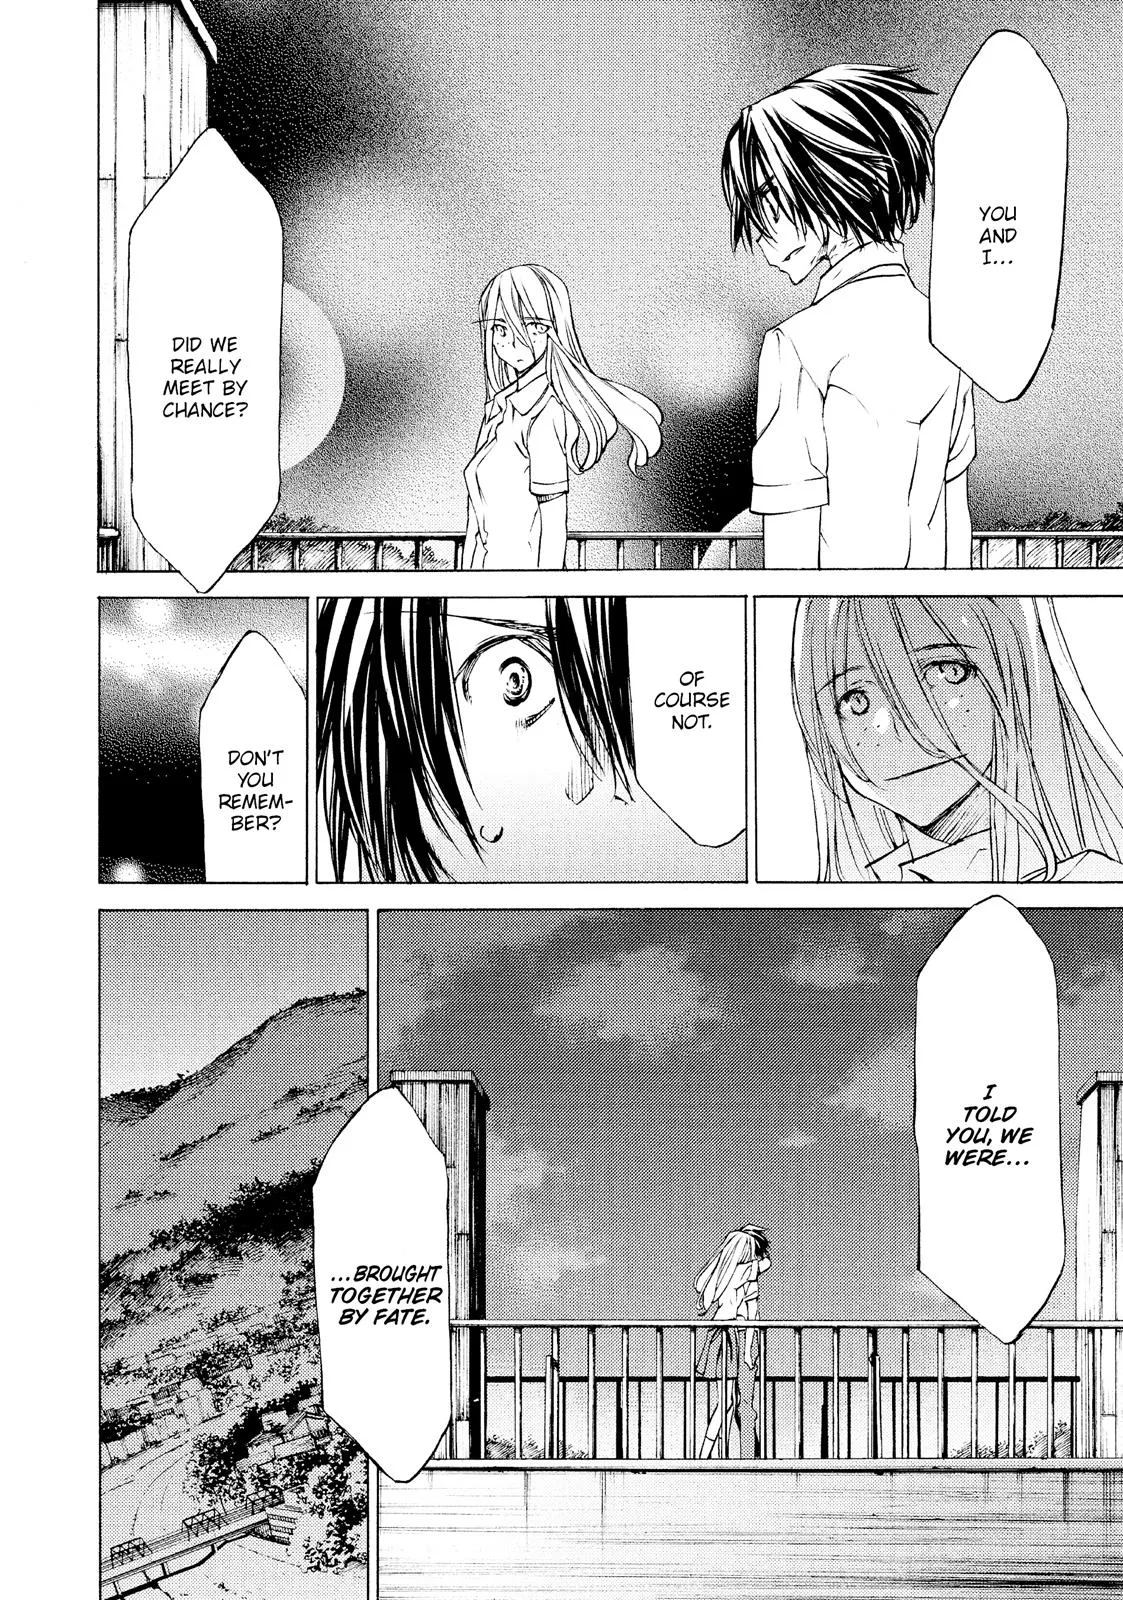 YOU
AND
I...
DID WE
REALLY
MEET BY
CHANCE?
OF
COURSE
NOT.
DON'T
YOU
REMEM-
BER?
I
TOLD
YOU, WE
WERE...
...BROUGHT
TOGETHER
BY FATE.